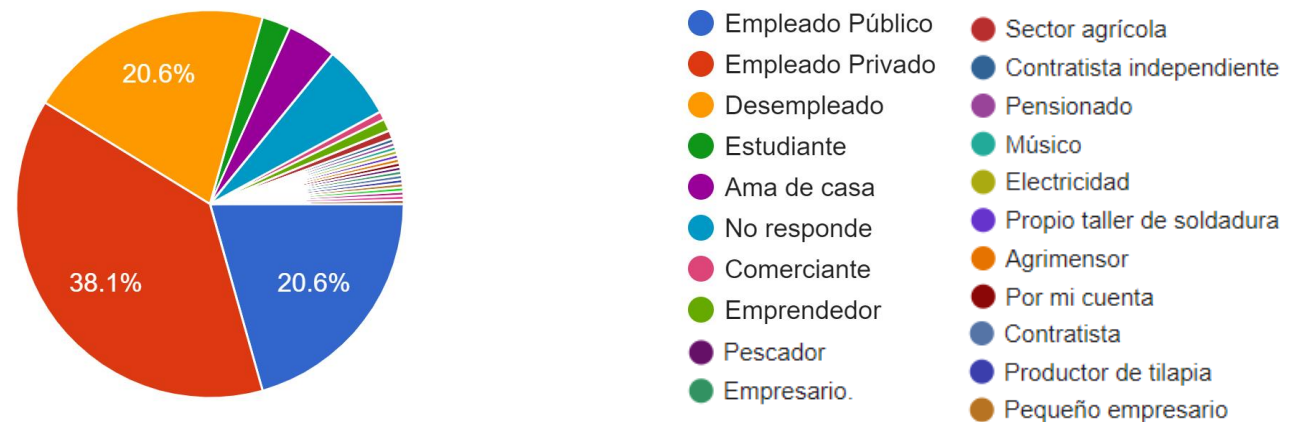 20.6%
38.1%
20.6%
Empleado Público
Empleado Privado
Desempleado
Estudiante
Ama de casa
No responde
Comerciante
Emprendedor
Pescador
Empresario.
Sector agrícola
Contratista independiente
Pensionado
Músico
Electricidad
Propio taller de soldadura
Agrimensor
Por mi cuenta
Contratista
Productor de tilapia
Pequeño empresario